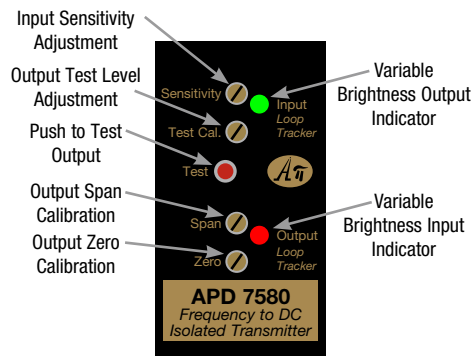 Input Sensitivity
Adjustment
Output Test Level
Adjustment
Push to Test
Output
Output Span
Calibration
Output Zero
Calibration
Sensitivity
Input
Loop
Tracker
Test Cal.
Test
Aπ
Span
Output
Loop
Tracker
Zero
APD 7580
Frequency to DC
Isolated Transmitter
Variable
Brightness Output
Indicator
Variable
Brightness Input
Indicator